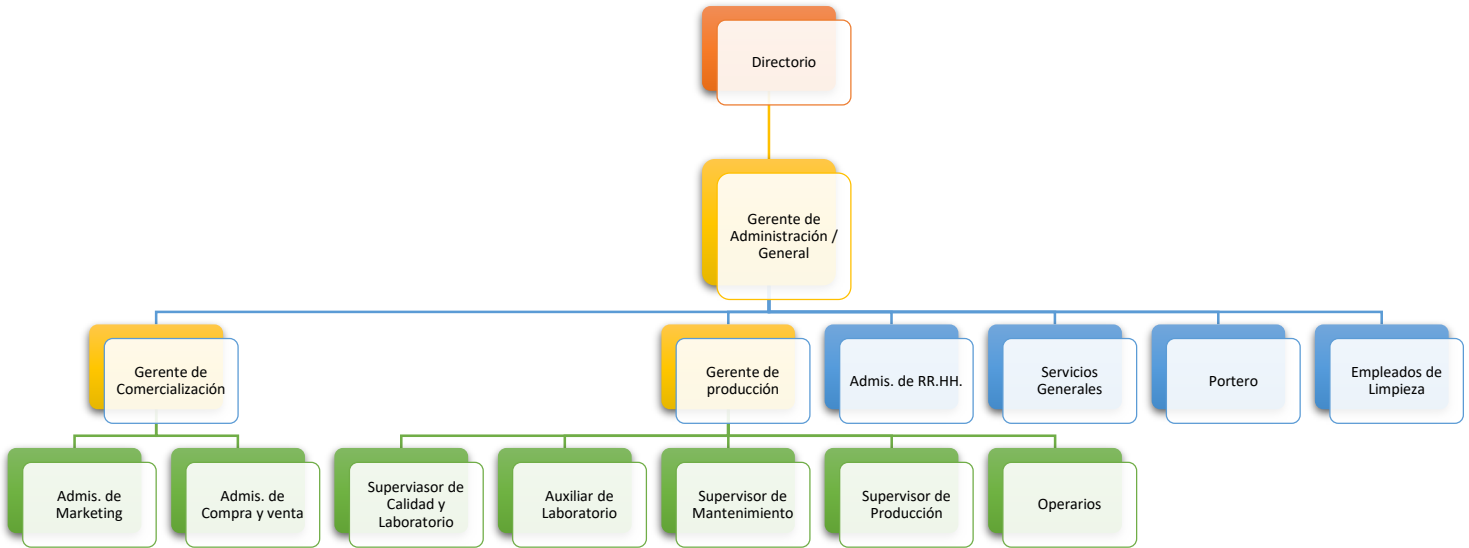 Directorio
Gerente de
Administración /
General
Gerente de
Comercialización
Gerente de
producción
Admis. de RR.HH.
Servicios
Generales
Portero
Empleados de
Limpieza
Admis. de
Marketing
Admis. de
Compra y venta
Superviasor de
Calidad y
Laboratorio
Auxiliar de
Laboratorio
Supervisor de
Mantenimiento
Supervisor de
Producción
Operarios